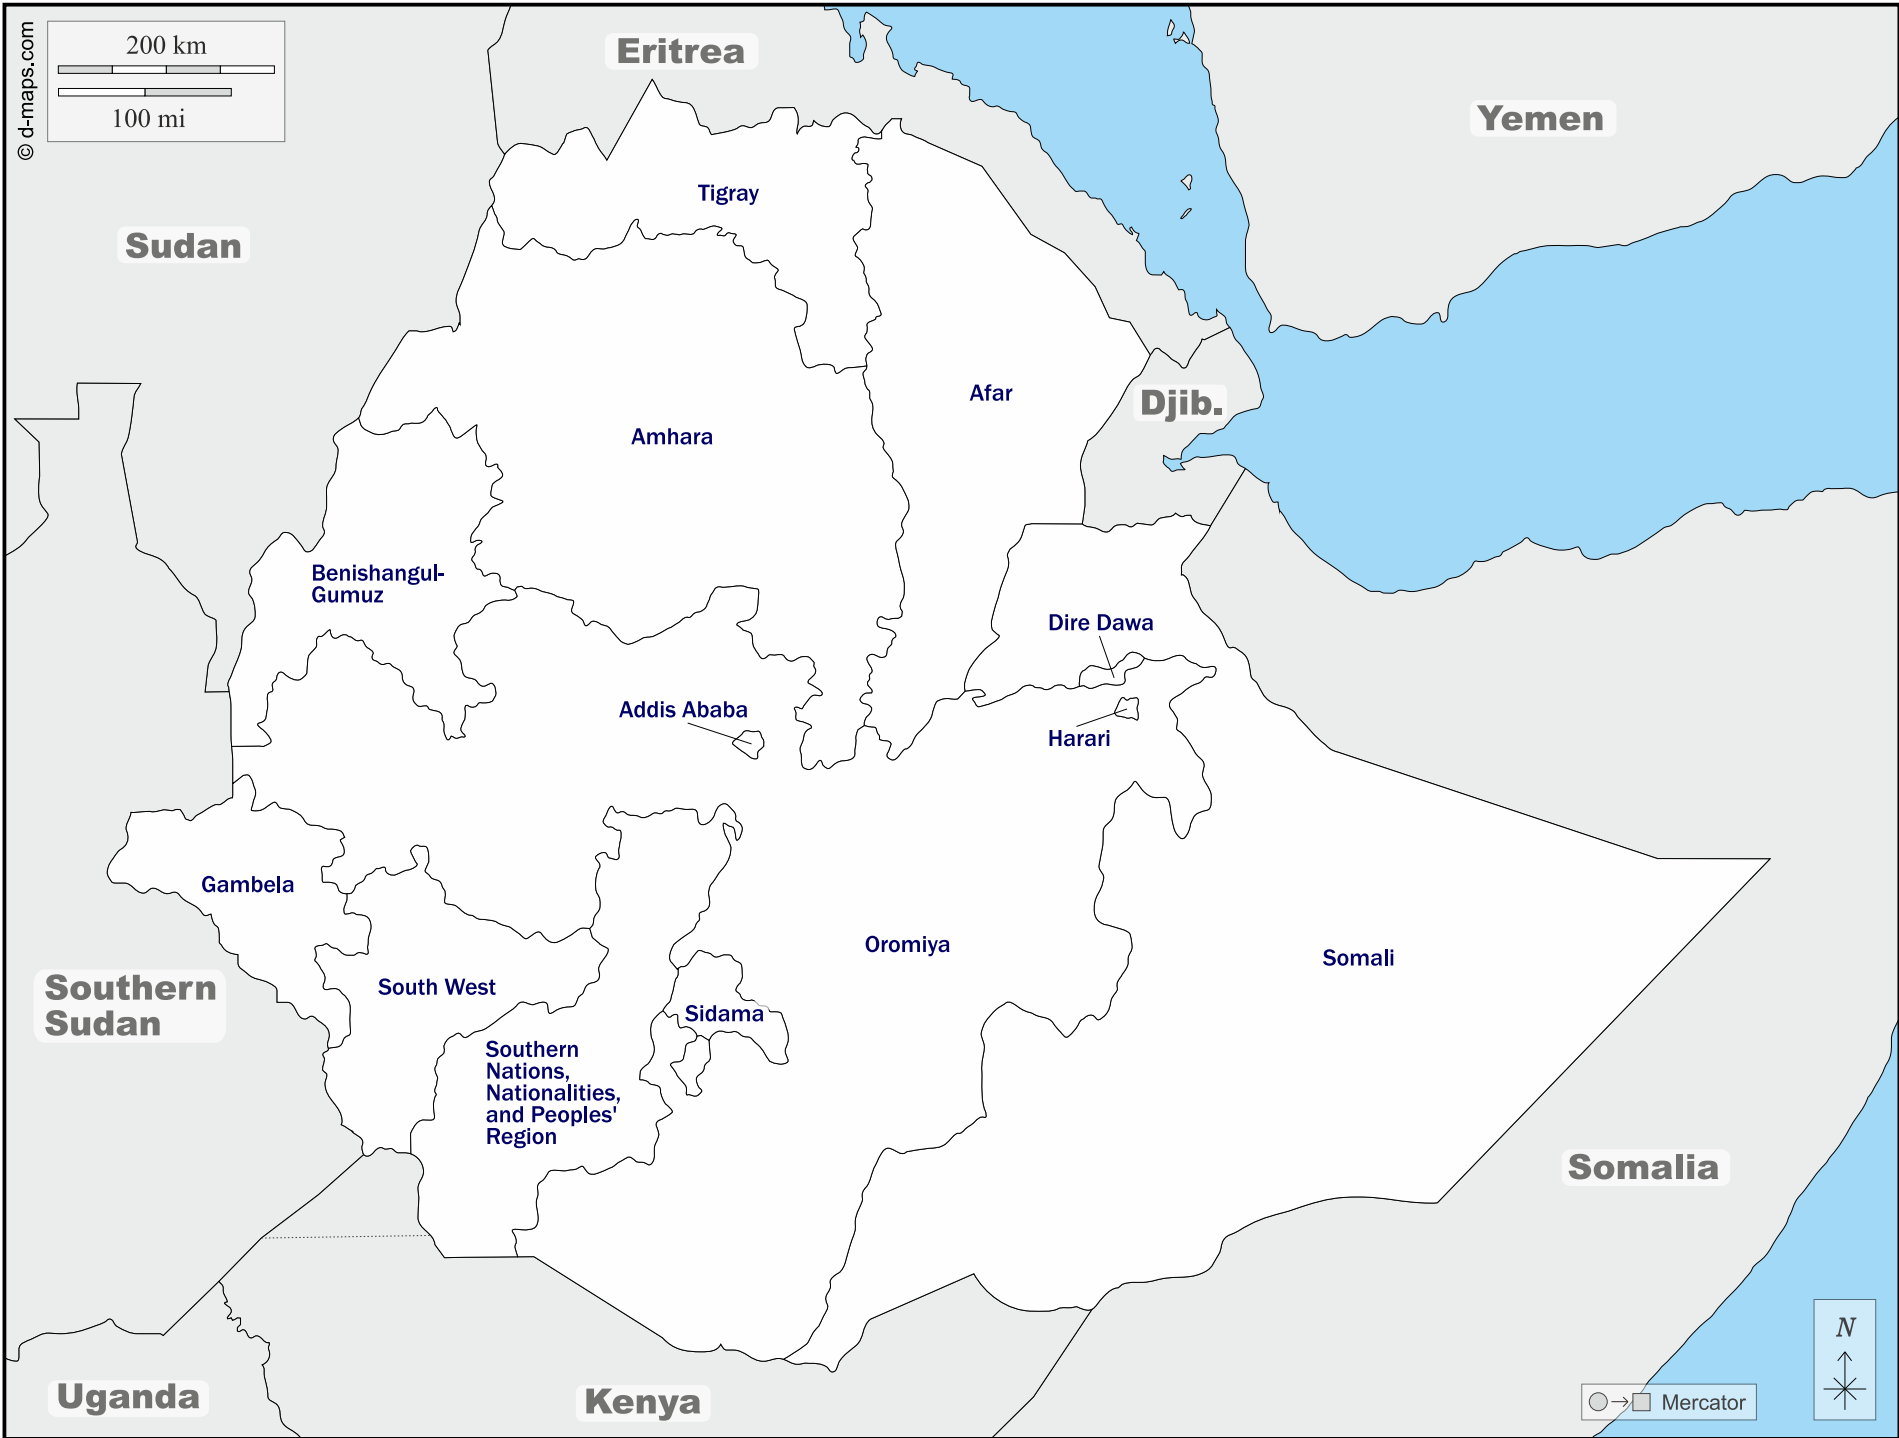 © d-maps.com
200 km
100 mi
Eritrea
Yemen
Sudan
Tigray
Afar
Djib.
Amhara
Benishangul-
Gumuz
Dire Dawa
Addis Ababa
Harari
Gambela
Oromiya
Somali
South West
Southern
Sudan
Sidama
Southern
Nations,
Nationalities,
and Peoples'
Region
Somalia
Uganda
Kenya
N
Mercator